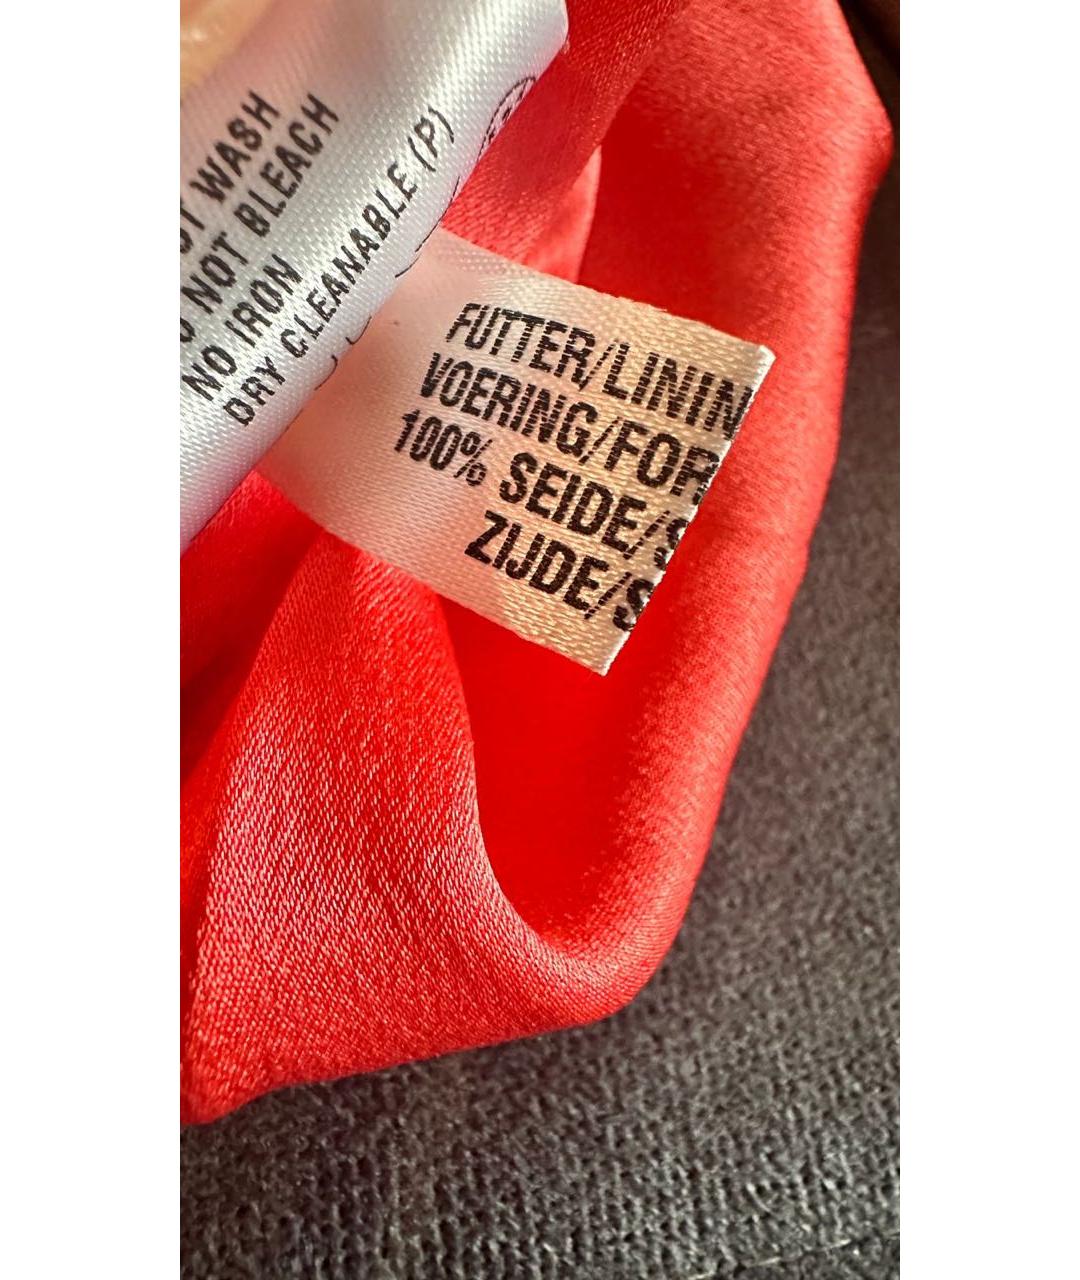 WASH
NOT BLEACH
NO IRON
DRY CLEANABLE (P)
FUTTER/LININ
VOERING/FOR
100% SEIDE/S
ZIJDE/S